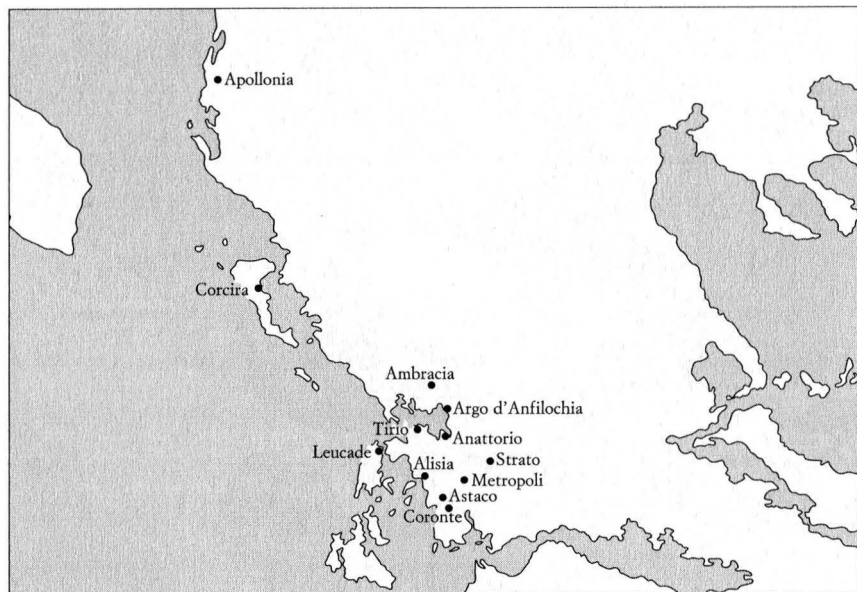 Apollonia
Corcira
Ambracia
Argo d’Anfilochia
Tirio
Anattorio
Leucade
Strato
Alisia
Metropoli
Astaco
Coronte